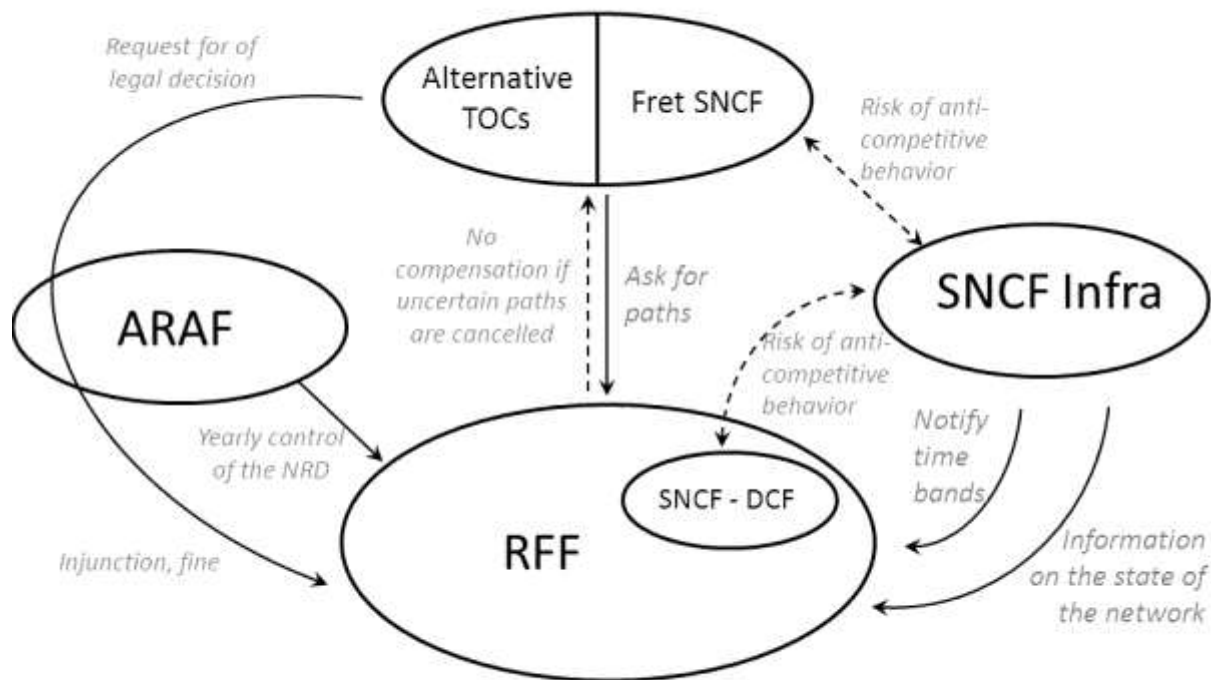 Request for of
legal decision
Alternative
TOCs
Fret SNCF
Risk of anti-
competitive
behavior
No
compensation if
uncertain paths
are cancelled
Ask for
paths
SNCF Infra
ARAF
Risk of anti-
competitive
behavior
Yearly control
of the NRD
Notify
time
bands
SNCF - DCF
RFF
Injunction, fine
Information
on the state of
the network